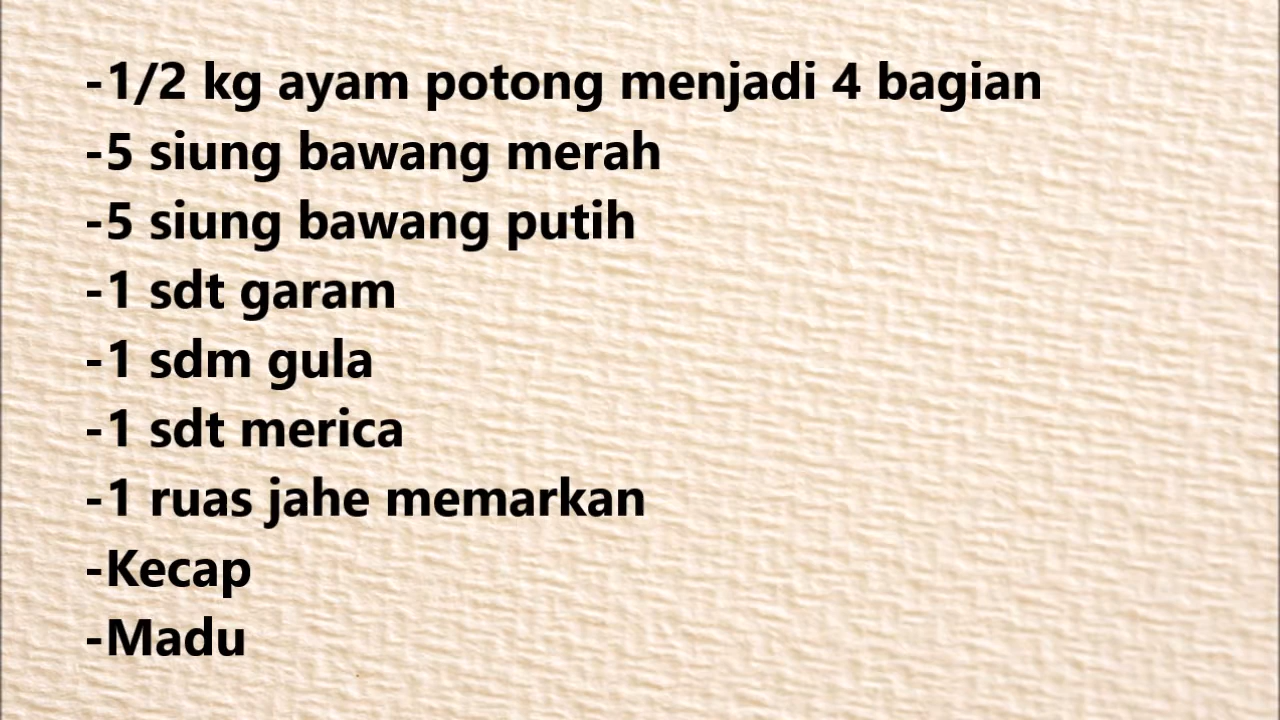 -1/2 kg ayam potong menjadi 4 bagian
-5 siung bawang merah
-5 siung bawang putih
-1 sdt garam
-1 sdm gula
-1 sdt merica
-1 ruas jahe memarkan
-Kecap
-Madu